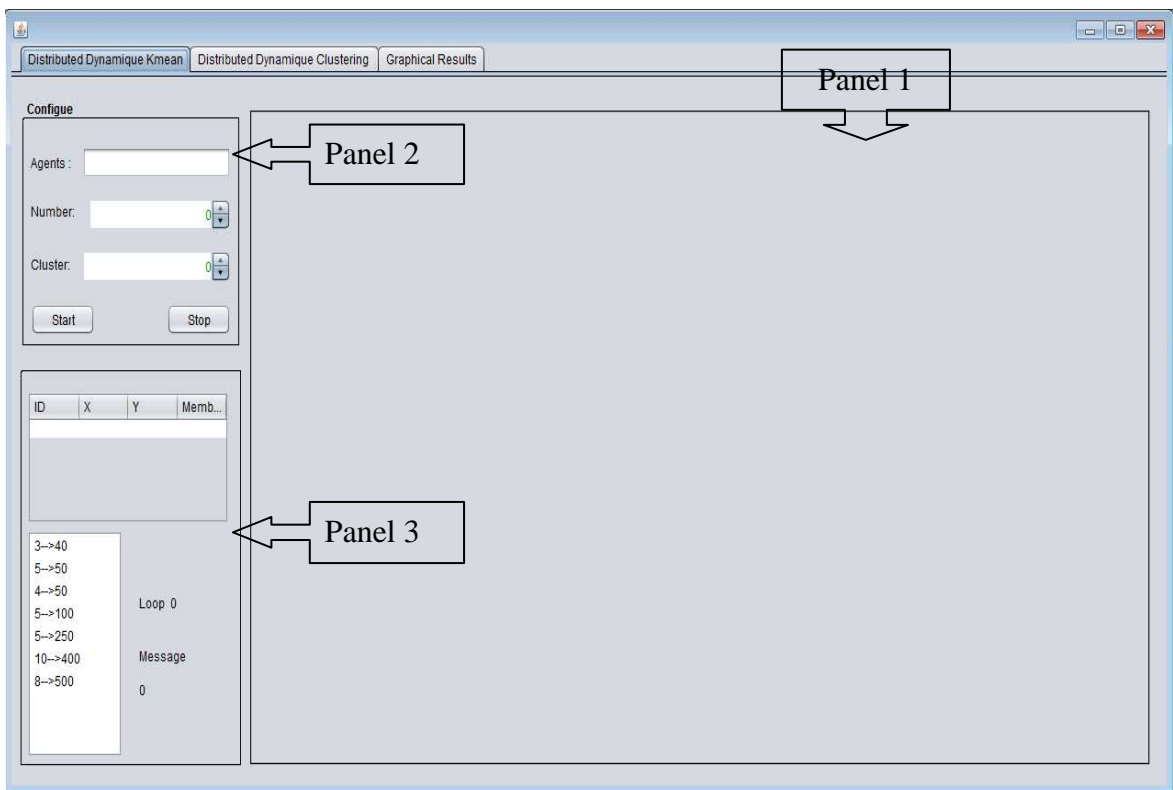 Distributed Dynamique Kmean
Distributed Dynamique Clustering
Graphical Results
Panel 1
Configue
Agents :
Panel 2
Number:
0
Cluster:
0
Start
Stop
ID
X
Y
Memb...
Panel 3
3-->40
5-->50
4-->50
5-->100
5-->250
10-->400
8-->500
Loop 0
Message
0